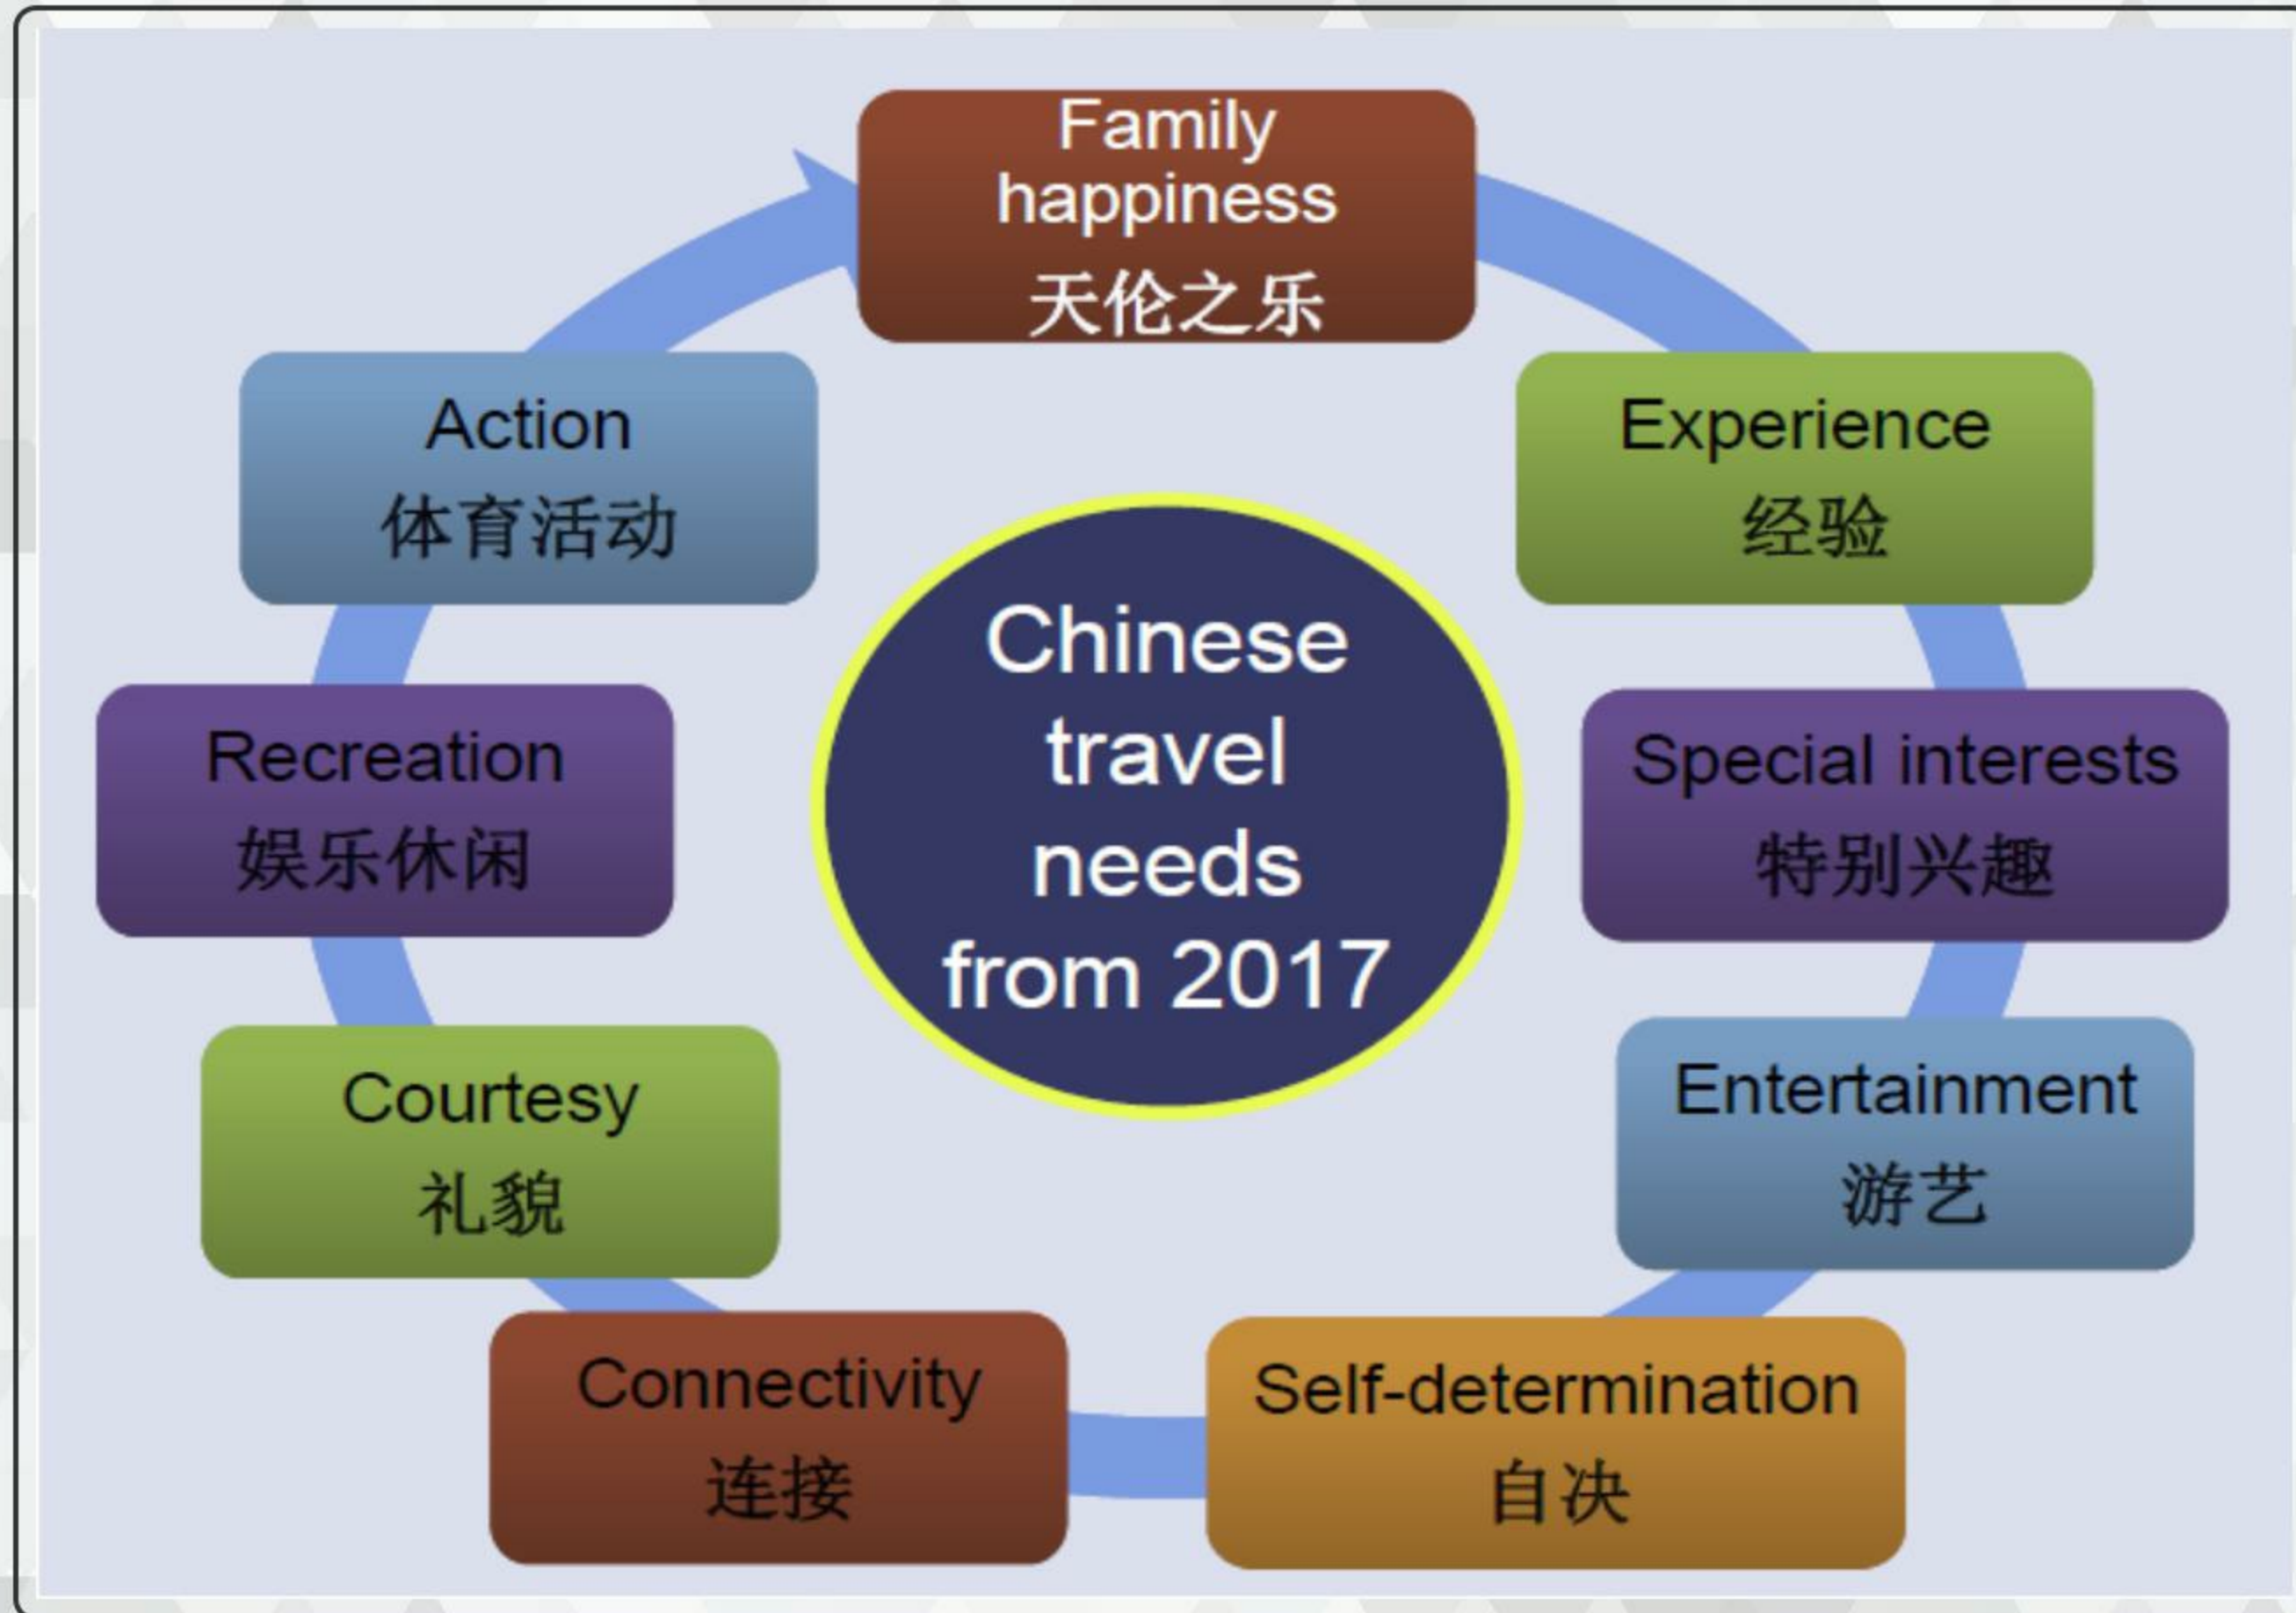 Family
happiness
天伦之乐
Experience
经验
Special interests
特别兴趣
Entertainment
游艺
Self-determination
自决
Connectivity
连接
Courtesy
礼貌
Recreation
娱乐休闲
Action
体育活动
Chinese
travel
needs
from 2017